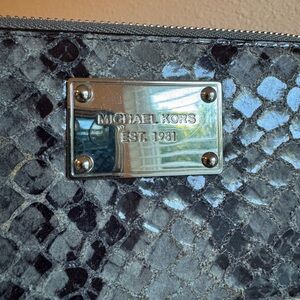 MICHAEL KORS
EST. 1981